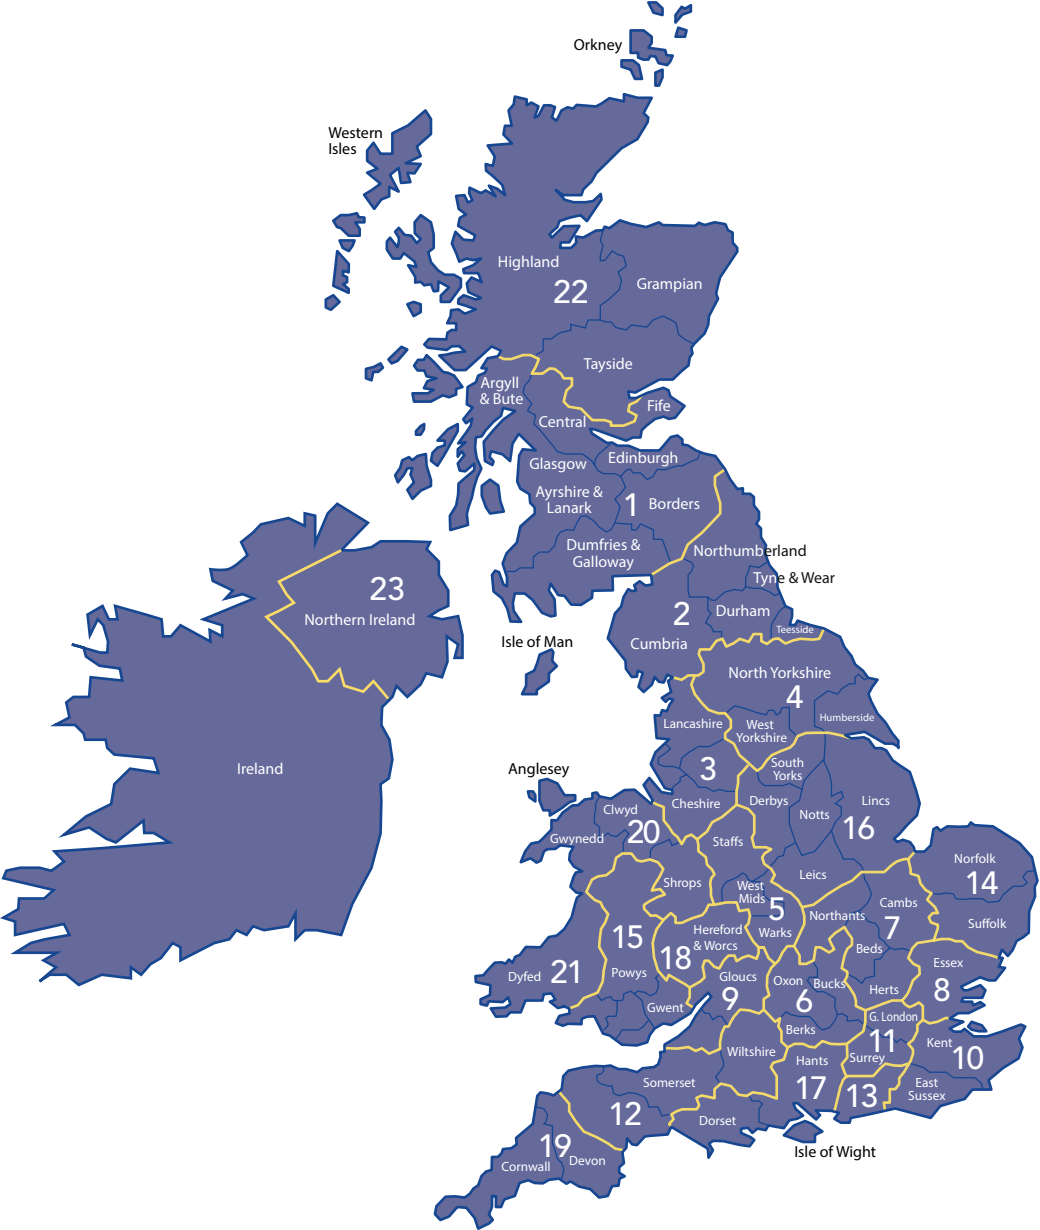 Orkney
Western
Isles
Highland
22
Grampian
Tayside
Argyll
& Bute
Fife
Central
Glasgow
Edinburgh
Ayrshire &
Lanark
1
Borders
Dumfries &
Galloway
Northumberland
Tyne & Wear
23
Northern Ireland
2
Durham
Teesside
Isle of Man
Cumbria
North Yorkshire
4
Lancashire
West
Yorkshire
Humberside
Ireland
3
South
Yorks
Anglesey
Clwyd
Cheshire
Derbys
Notts
Lincs
16
Gwynedd
20
Staffs
Norfolk
14
Shrops
West
Mids
5
Leics
Cambs
7
Northants
Suffolk
15
Hereford
& Worcs
18
Warks
Beds
Dyfed
21
Powys
Gloucs
9
Oxon
6
Bucks
Herts
Essex
8
Gwent
Berks
G. London
11
Surrey
Kent
10
Wiltshire
Hants
17
13
East
Sussex
Somerset
12
Dorset
Isle of Wight
19
Cornwall
Devon